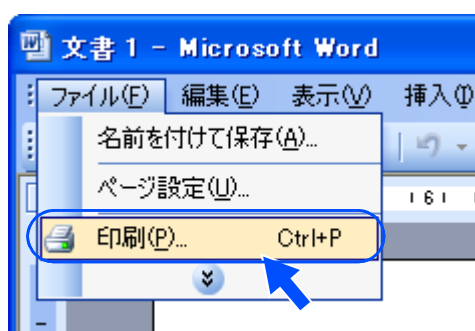 文書 1 - Microsoft Word
ファイル(F) 編集(E) 表示(V) 挿入(I
名前を付けて保存(A)...
ページ設定(U)...
| 6 |
印刷(P)... Ctrl+P